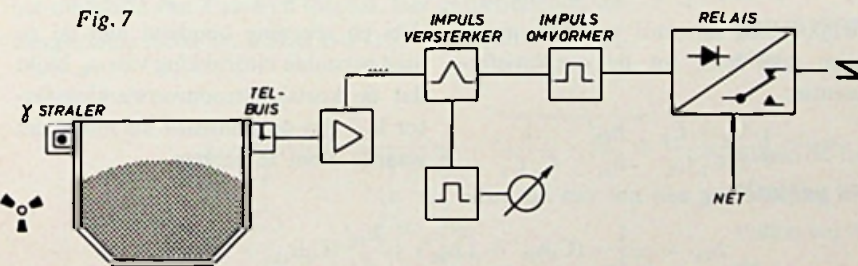 Fig. 7
IMPULS
VERSTERKER
IMPULS
OMVORMER
RELAIS
γ STRALER
TEL-
BUIS
NET